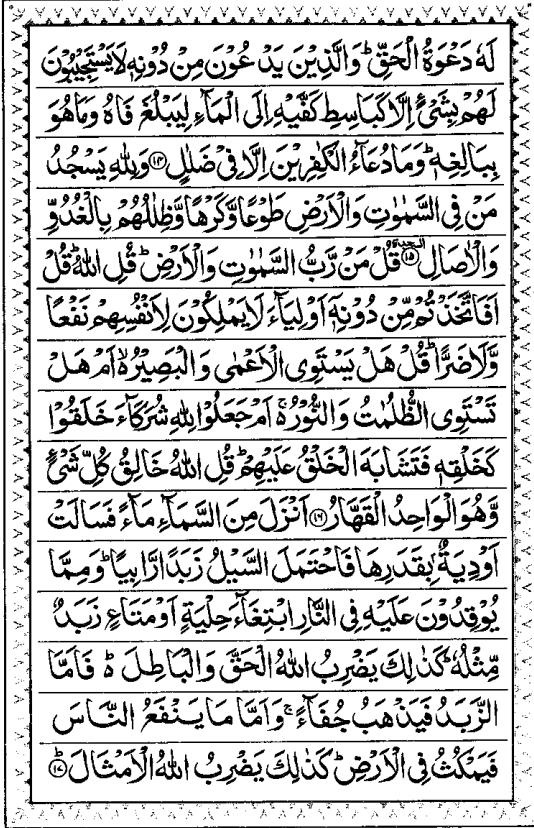 لَهٗ دَعْوَةُ الْحَقِّ ؕ وَالَّذِيْنَ يَدْعُوْنَ مِنْ دُوْنِهٖ لَا يَسْتَجِيْبُوْنَ
لَهُمْ بِشَيْءٍ اِلَّا كَبَاسِطِ كَفَّيْهِ اِلَى الْمَآءِ لِيَبْلُغَ فَاهُ وَمَا هُوَ
بِبَالِغِهٖ ؕ وَمَا دُعَآءُ الْكٰفِرِيْنَ اِلَّا فِيْ ضَلٰلٍ ﴿۱۴﴾ وَلِلّٰهِ يَسْجُدُ
مَنْ فِي السَّمٰوٰتِ وَالْاَرْضِ طَوْعًا وَّكَرْهًا وَّظِلٰلُهُمْ بِالْغُدُوِّ
وَالْاٰصَالِ ﴿۱۵﴾ السجدة قُلْ مَنْ رَّبُّ السَّمٰوٰتِ وَالْاَرْضِ ؕ قُلِ اللّٰهُ ؕ قُلْ
اَفَاتَّخَذْتُمْ مِّنْ دُوْنِهٖٓ اَوْلِيَآءَ لَا يَمْلِكُوْنَ لِاَنْفُسِهِمْ نَفْعًا
وَّلَا ضَرًّا ؕ قُلْ هَلْ يَسْتَوِي الْاَعْمٰى وَالْبَصِيْرُ ۙ اَمْ هَلْ
تَسْتَوِي الظُّلُمٰتُ وَالنُّوْرُ ۚ اَمْ جَعَلُوْا لِلّٰهِ شُرَكَآءَ خَلَقُوْا
كَخَلْقِهٖ فَتَشَابَهَ الْخَلْقُ عَلَيْهِمْ ؕ قُلِ اللّٰهُ خَالِقُ كُلِّ شَيْءٍ
وَّهُوَ الْوَاحِدُ الْقَهَّارُ ﴿۱۶﴾ اَنْزَلَ مِنَ السَّمَآءِ مَآءً فَسَالَتْ
اَوْدِيَةٌۢ بِقَدَرِهَا فَاحْتَمَلَ السَّيْلُ زَبَدًا رَّابِيًا ؕ وَمِمَّا
يُوْقِدُوْنَ عَلَيْهِ فِي النَّارِ ابْتِغَآءَ حِلْيَةٍ اَوْ مَتَاعٍ زَبَدٌ
مِّثْلُهٗ ؕ كَذٰلِكَ يَضْرِبُ اللّٰهُ الْحَقَّ وَالْبَاطِلَ ؕ۬ فَاَمَّا
الزَّبَدُ فَيَذْهَبُ جُفَآءً ۚ وَاَمَّا مَا يَنْفَعُ النَّاسَ
فَيَمْكُثُ فِي الْاَرْضِ ؕ كَذٰلِكَ يَضْرِبُ اللّٰهُ الْاَمْثَالَ ؕ ﴿۱۷﴾